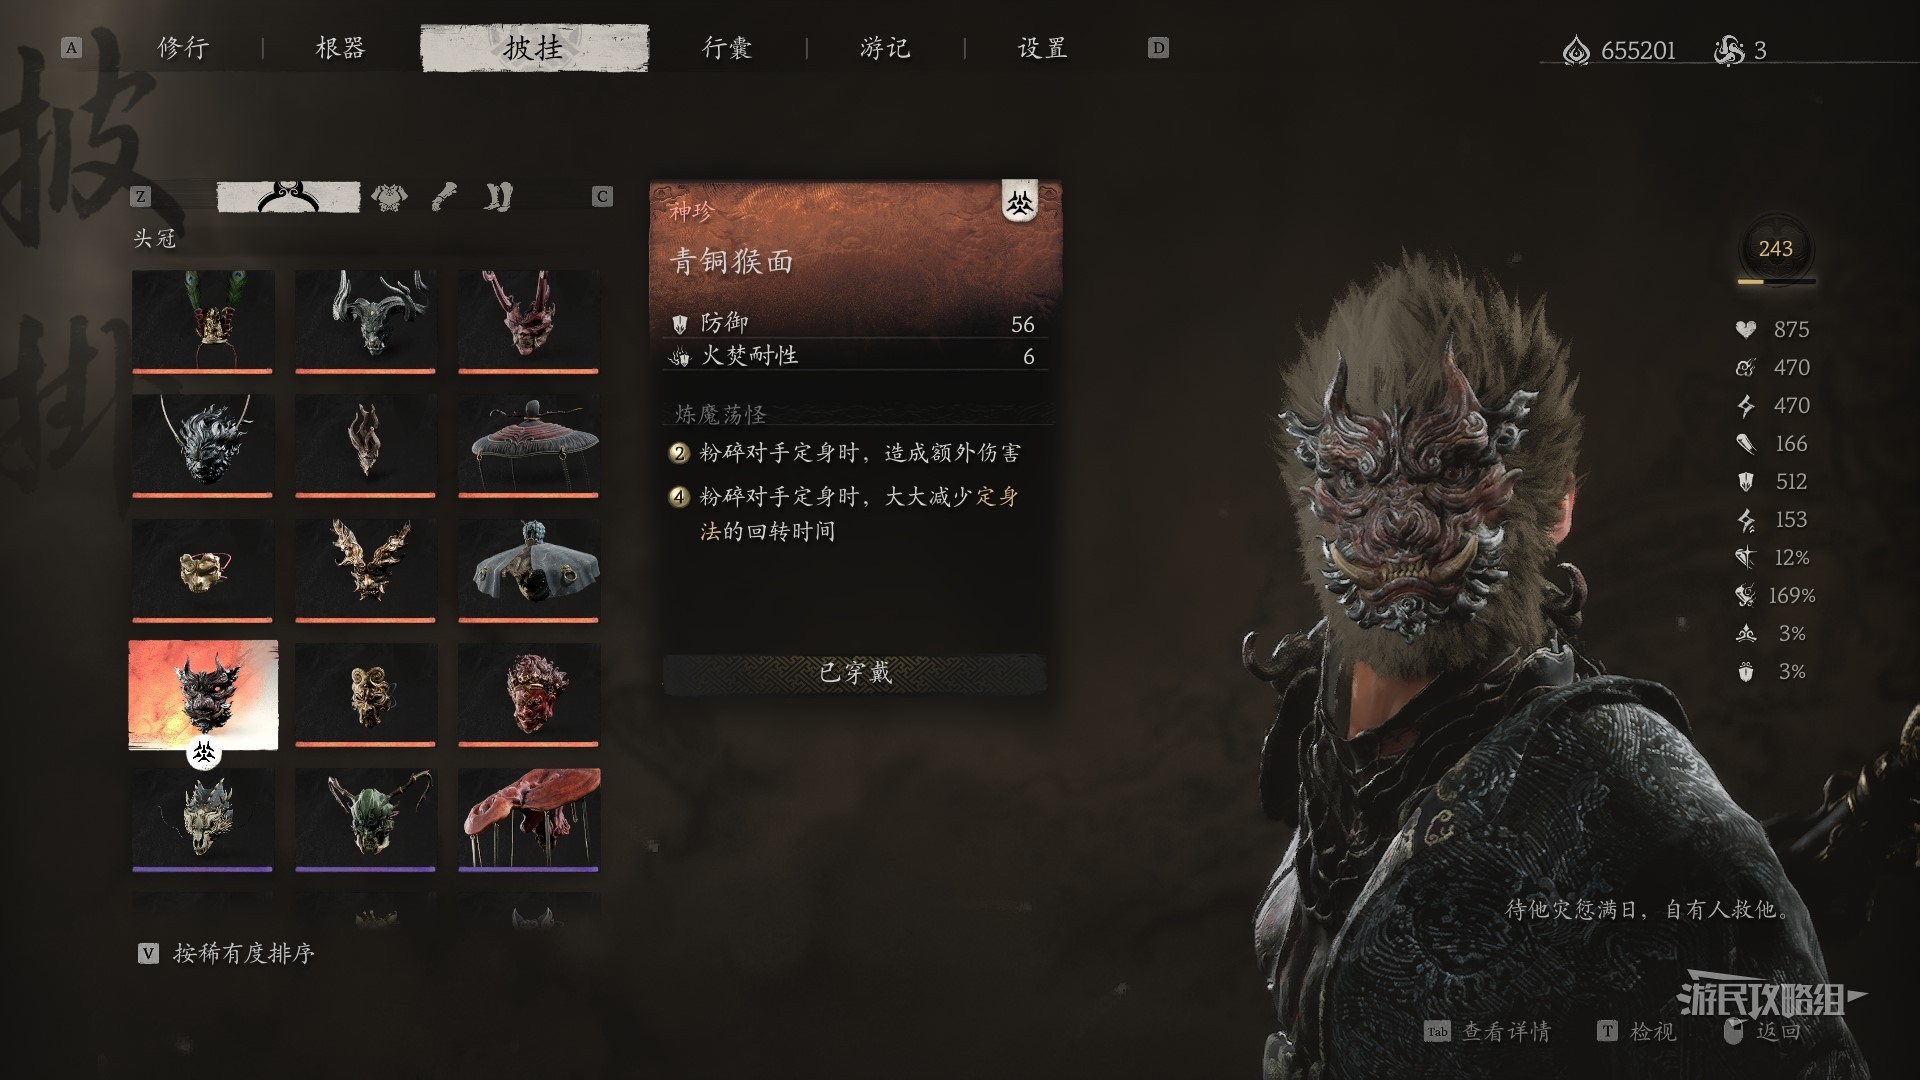 A 修行 根器 披挂 行囊 游记 设置 D 655201 3
披掛
Z C
头冠
神珍
青铜猴面
防御 56
火焚耐性 6
炼魔荡怪
2 粉碎对手定身时，造成额外伤害
4 粉碎对手定身时，大大减少定身
法的回转时间
已穿戴
243
875
470
470
166
512
153
12%
169%
3%
3%
待他灾愆满日，自有人救他。
V 按稀有度排序
游民攻略组
Tab 查看详情 T 检视 返回